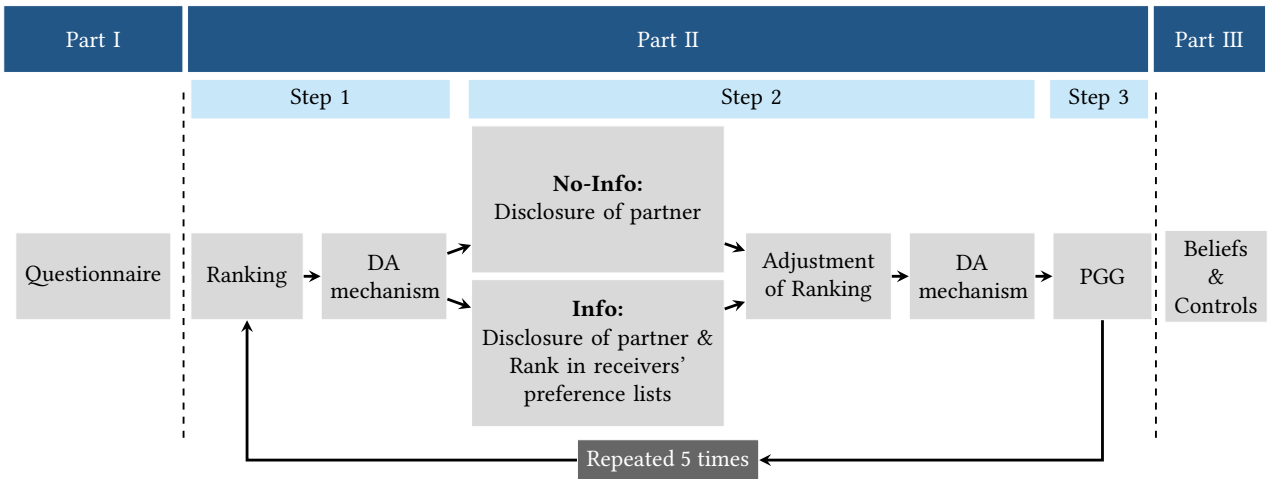 Part I
Part II
Part III
Step 1
Step 2
Step 3
Questionnaire
Ranking
DA
mechanism
No-Info:
Disclosure of partner
Info:
Disclosure of partner &
Rank in receivers’
preference lists
Adjustment
of Ranking
DA
mechanism
PGG
Beliefs
&
Controls
Repeated 5 times